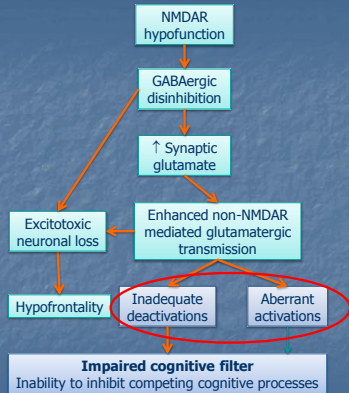 NMDAR
hypofunction
GABAergic
disinhibition
↑ Synaptic
glutamate
Excitotoxic
neuronal loss
Enhanced non-NMDAR
mediated glutamatergic
transmission
Hypofrontality
Inadequate
deactivations
Aberrant
activations
Impaired cognitive filter
Inability to inhibit competing cognitive processes